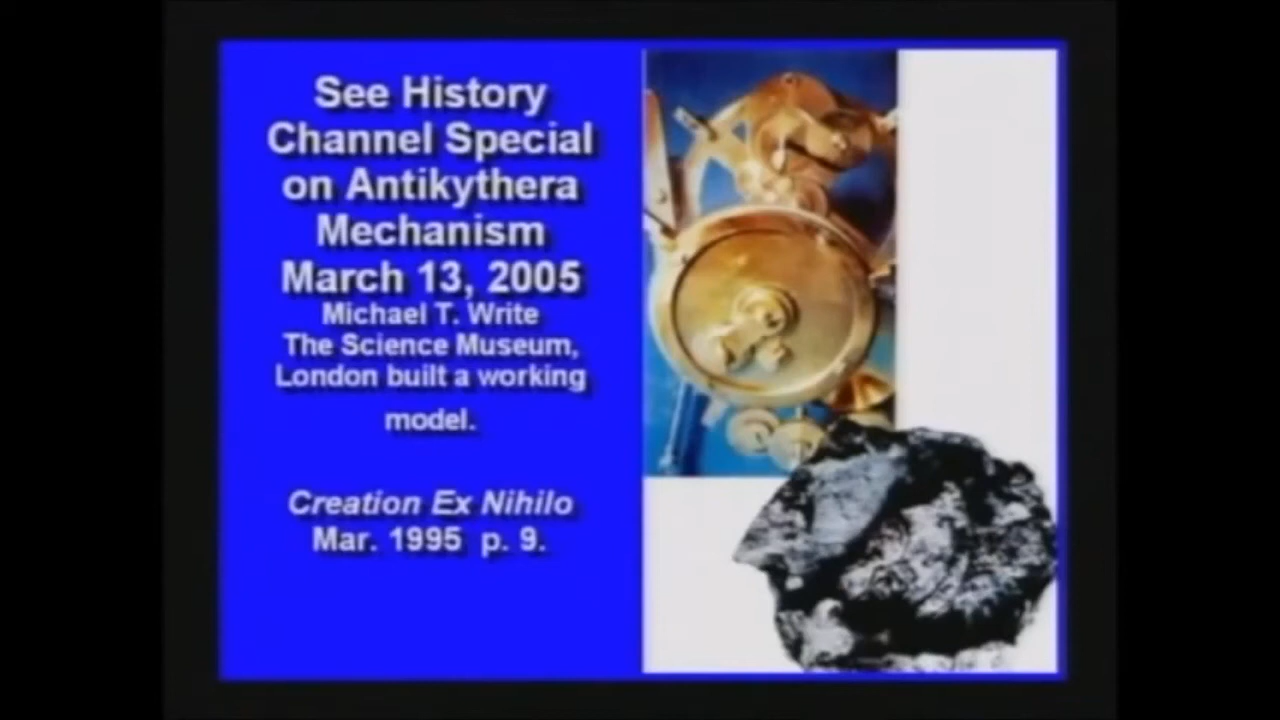 See History
Channel Special
on Antikythera
Mechanism
March 13, 2005
Michael T. Write
The Science Museum,
London built a working
model.
Creation Ex Nihilo
Mar. 1995 p. 9.